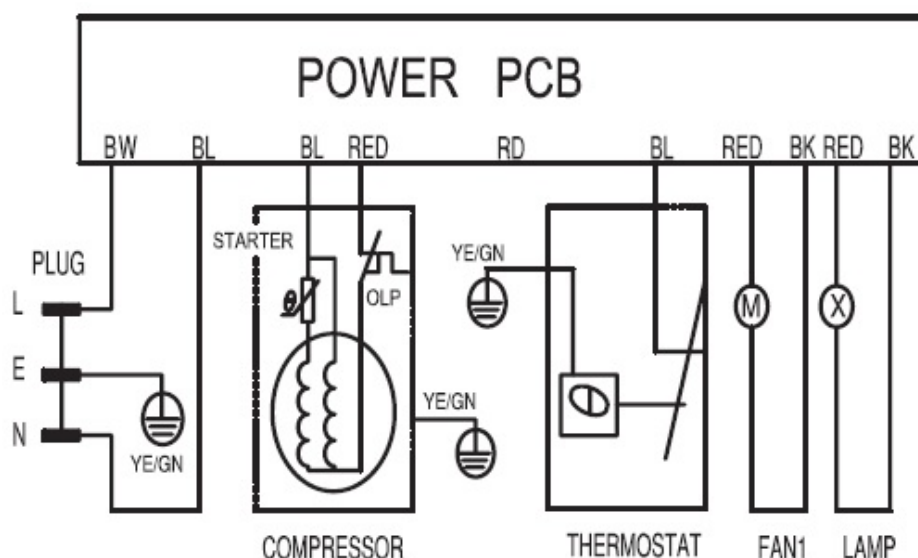 POWER PCB
BW BL BL RED RD BL RED BK RED BK
STARTER
PLUG
YE/GN
L
θ
OLP
M
X
E
YE/GN
N
YE/GN
COMPRESSOR
THERMOSTAT
FAN1
LAMP